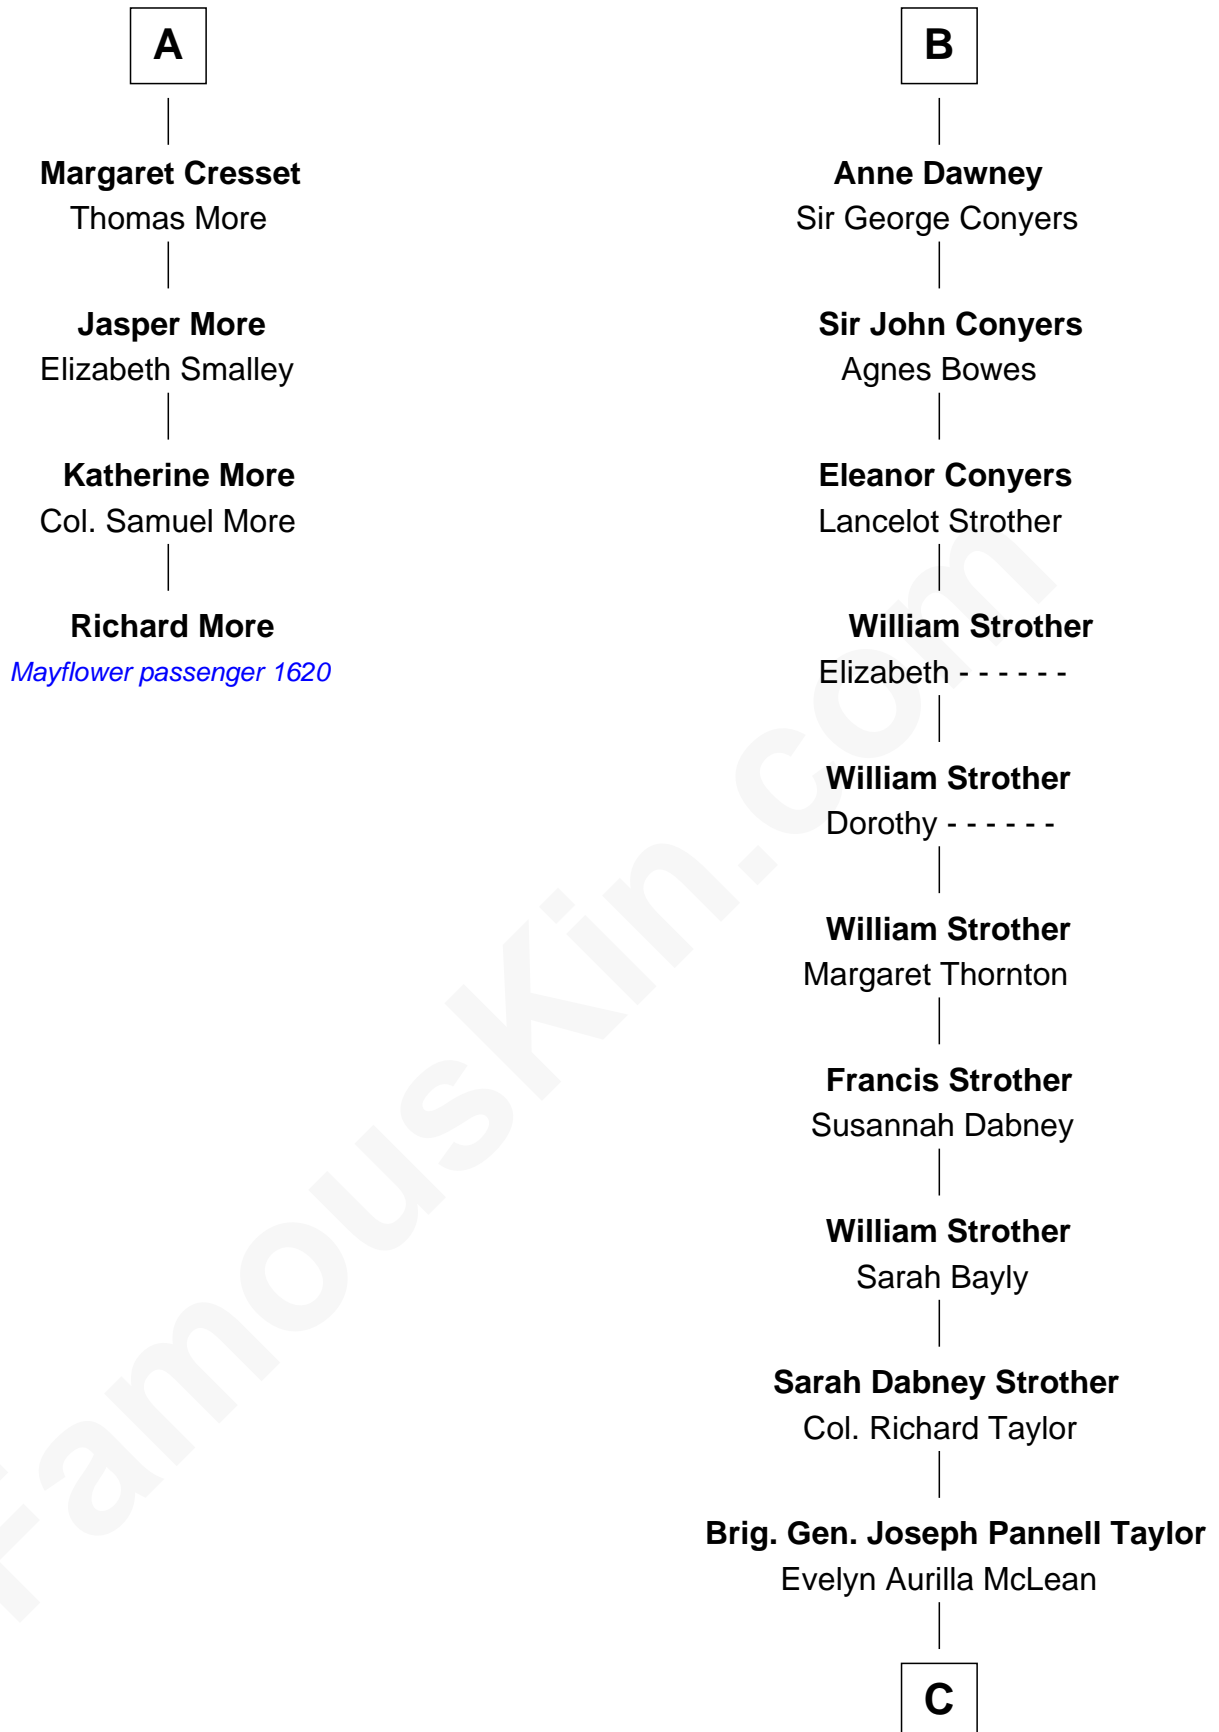 A
Margaret Cresset
Thomas More
Jasper More
Elizabeth Smalley
Katherine More
Col. Samuel More
Richard More
Mayflower passenger 1620
B
Anne Dawney
Sir George Conyers
Sir John Conyers
Agnes Bowes
Eleanor Conyers
Lancelot Strother
William Strother
Elizabeth - - - - - -
William Strother
Dorothy - - - - - -
William Strother
Margaret Thornton
Francis Strother
Susannah Dabney
William Strother
Sarah Bayly
Sarah Dabney Strother
Col. Richard Taylor
Brig. Gen. Joseph Pannell Taylor
Evelyn Aurilla McLean
C
FamousKin.com